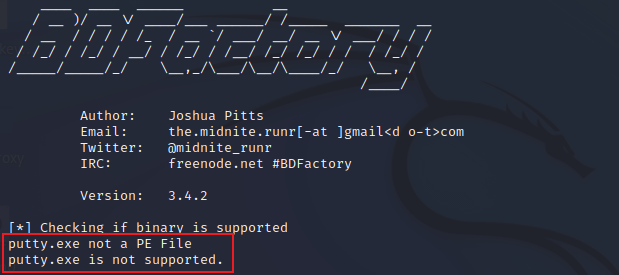 BDFactory
Author: Joshua Pitts
Email: the.midnite.runr[-at ]gmail<d o-t>com
Twitter: @midnite_runr
IRC: freenode.net #BDFactory
Version: 3.4.2
[*] Checking if binary is supported
putty.exe not a PE File
putty.exe is not supported.